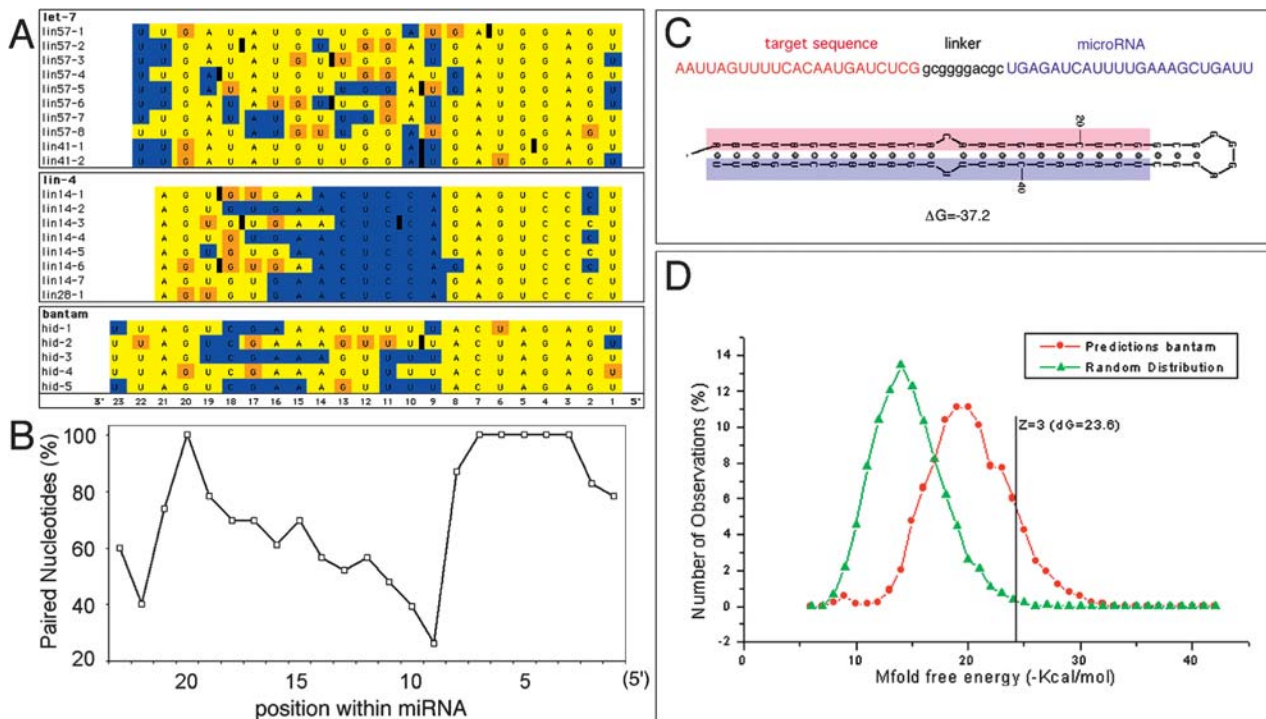 A
let-7
lin57-1 U U G A U A U G U U G G A U G A U G G A G U
lin57-2 U U G A U A U G U U G G A U G A U G G A G U
lin57-3 U U G A U A U G U U G G A U G A U G G A G U
lin57-4 U U G A U A U G U U G G A U G A U G G A G U
lin57-5 U U G A U A U G U U G G A U G A U G G A G U
lin57-6 U U G A U A U G U U G G A U G A U G G A G U
lin57-7 U U G A U A U G U U G G A U G A U G G A G U
lin57-8 U U G A U A U G U U G G A U G A U G G A G U
lin41-1 U U G A U A U G U U G G A U G A U G G A G U
lin41-2 U U G A U A U G U U G G A U G A U G G A G U
lin-4
lin14-1 A G U G U G A A C U C C A G A G U C C C U
lin14-2 A G U G U G A A C U C C A G A G U C C C U
lin14-3 A G U G U G A A C U C C A G A G U C C C U
lin14-4 A G U G U G A A C U C C A G A G U C C C U
lin14-5 A G U G U G A A C U C C A G A G U C C C U
lin14-6 A G U G U G A A C U C C A G A G U C C C U
lin14-7 A G U G U G A A C U C C A G A G U C C C U
lin28-1 A G U G U G A A C U C C A G A G U C C C U
bantam
hid-1 U U A G U C G A A A G U U U U A C U A G A G U
hid-2 U U A G U C G A A A G U U U U A C U A G A G U
hid-3 U U A G U C G A A A G U U U U A C U A G A G U
hid-4 U U A G U C G A A A G U U U U A C U A G A G U
hid-5 U U A G U C G A A A G U U U U A C U A G A G U
3' 23 22 21 20 19 18 17 16 15 14 13 12 11 10 9 8 7 6 5 4 3 2 1 5'
B
Paired Nucleotides (%)
100
80
60
40
20
20 15 10 5 (5')
position within miRNA
C
target sequence linker microRNA
AAUUAGUUUUCACAAUGAUCUCGgcggggacgcUGAGAUCAUUUUGAAAGCUGAUU
20
40
ΔG=-37.2
D
Predictions bantam
Random Distribution
Z=3 (dG=23.6)
Number of Observations (%)
14
12
10
8
6
4
2
0
-2
0 10 20 30 40
Mfold free energy (-Kcal/mol)